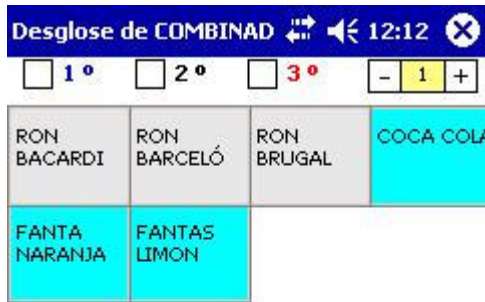 Desglose de COMBINAD 12:12
1º 2º 3º - 1 +
RON BACARDI
RON BARCELÓ
RON BRUGAL
COCA COLA
FANTA NARANJA
FANTAS LIMON